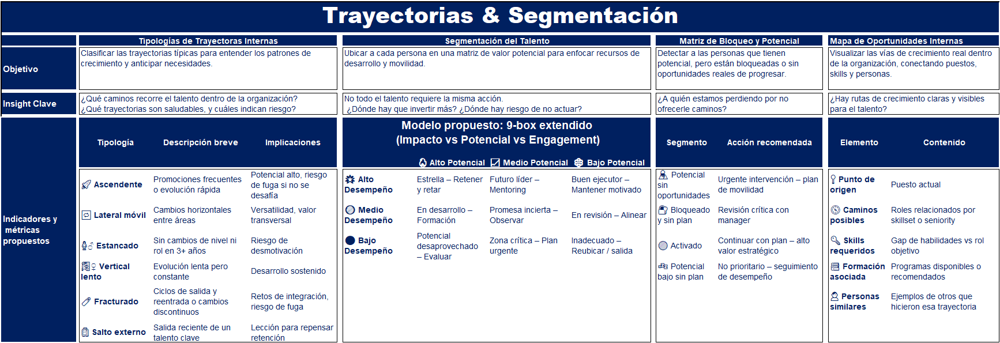 Trayectorias & Segmentación
Tipologías de Trayectoras Internas
Segmentación del Talento
Matriz de Bloqueo y Potencial
Mapa de Oportunidades Internas
Objetivo
Clasificar las trayectorias típicas para entender los patrones de
crecimiento y anticipar necesidades.
Ubicar a cada persona en una matriz de valor potencial para enfocar recursos de
desarrollo y movilidad.
Detectar a las personas que tienen
potencial, pero están bloqueadas o sin
oportunidades reales de progresar.
Visualizar las vías de crecimiento real dentro
de la organización, conectando puestos,
skills y personas.
Insight Clave
¿Qué caminos recorre el talento dentro de la organización?
¿Qué trayectorias son saludables, y cuáles indican riesgo?
No todo el talento requiere la misma acción.
¿Dónde hay que invertir más? ¿Dónde hay riesgo de no actuar?
¿A quién estamos perdiendo por no
ofrecerle caminos?
¿Hay rutas de crecimiento claras y visibles
para el talento?
Indicadores y
métricas
propuestos
Tipología
Descripción breve
Implicaciones
Ascendente
Promociones frecuentes
o evolución rápida
Potencial alto, riesgo
de fuga si no se
desafía
Lateral móvil
Cambios horizontales
entre áreas
Versatilidad, valor
transversal
Estancado
Sin cambios de nivel ni
rol en 3+ años
Riesgo de
desmotivación
Vertical
lento
Evolución lenta pero
constante
Desarrollo sostenido
Fracturado
Ciclos de salida y
reentrada o cambios
discontinuos
Retos de integración,
riesgo de fuga
Salto externo
Salida reciente de un
talento clave
Lección para repensar
retención
Modelo propuesto: 9-box extendido
(Impacto vs Potencial vs Engagement)
Alto Potencial
Medio Potencial
Bajo Potencial
Alto
Desempeño
Estrella – Retener
y retar
Futuro líder –
Mentoring
Buen ejecutor –
Mantener motivado
Medio
Desempeño
En desarrollo –
Formación
Promesa incierta –
Observar
En revisión – Alinear
Bajo
Desempeño
Potencial
desaprovechado
– Evaluar
Zona crítica – Plan
urgente
Inadecuado –
Reubicar / salida
Segmento
Acción recomendada
Potencial
sin
oportunidades
Urgente intervención – plan
de movilidad
Bloqueado
y sin plan
Revisión crítica con
manager
Activado
Continuar con plan – alto
valor estratégico
Potencial
bajo sin plan
No prioritario – seguimiento
de desempeño
Elemento
Contenido
Punto de
origen
Puesto actual
Caminos
posibles
Roles relacionados por
skillset o seniority
Skills
requeridos
Gap de habilidades vs rol
objetivo
Formación
asociada
Programas disponibles o
recomendados
Personas
similares
Ejemplos de otros que
hicieron esa trayectoria